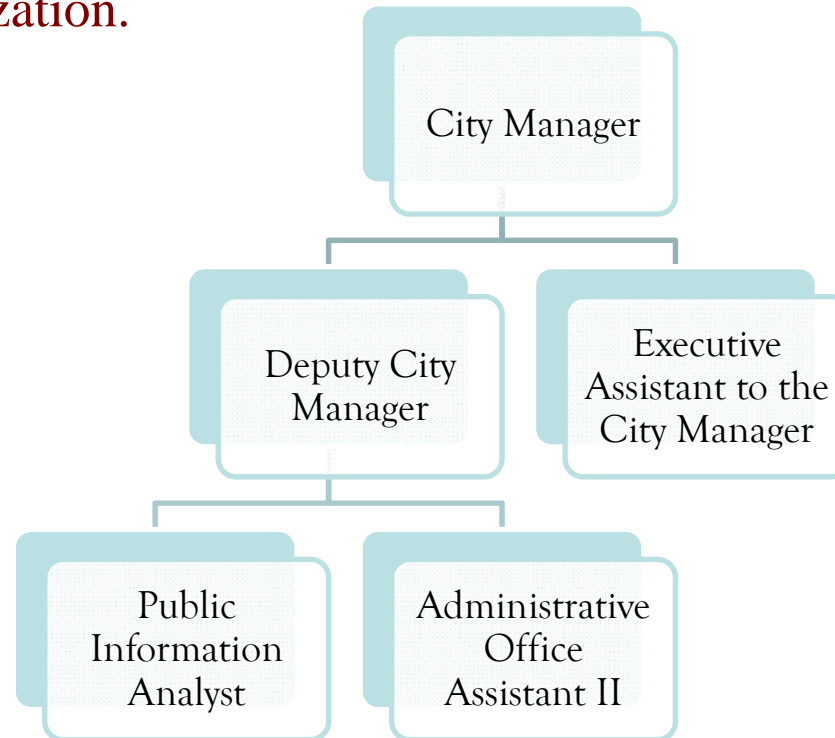 zation.
City Manager
Deputy City
Manager
Executive
Assistant to the
City Manager
Public
Information
Analyst
Administrative
Office
Assistant II